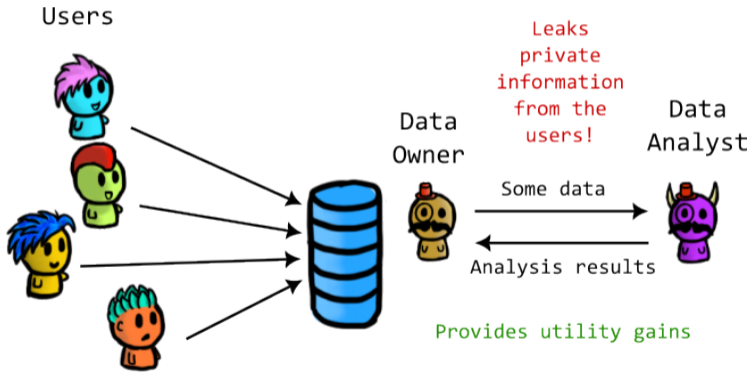 Users
Leaks
private
information
from the
users!
Data
Owner
Data
Analyst
Some data
Analysis results
Provides utility gains